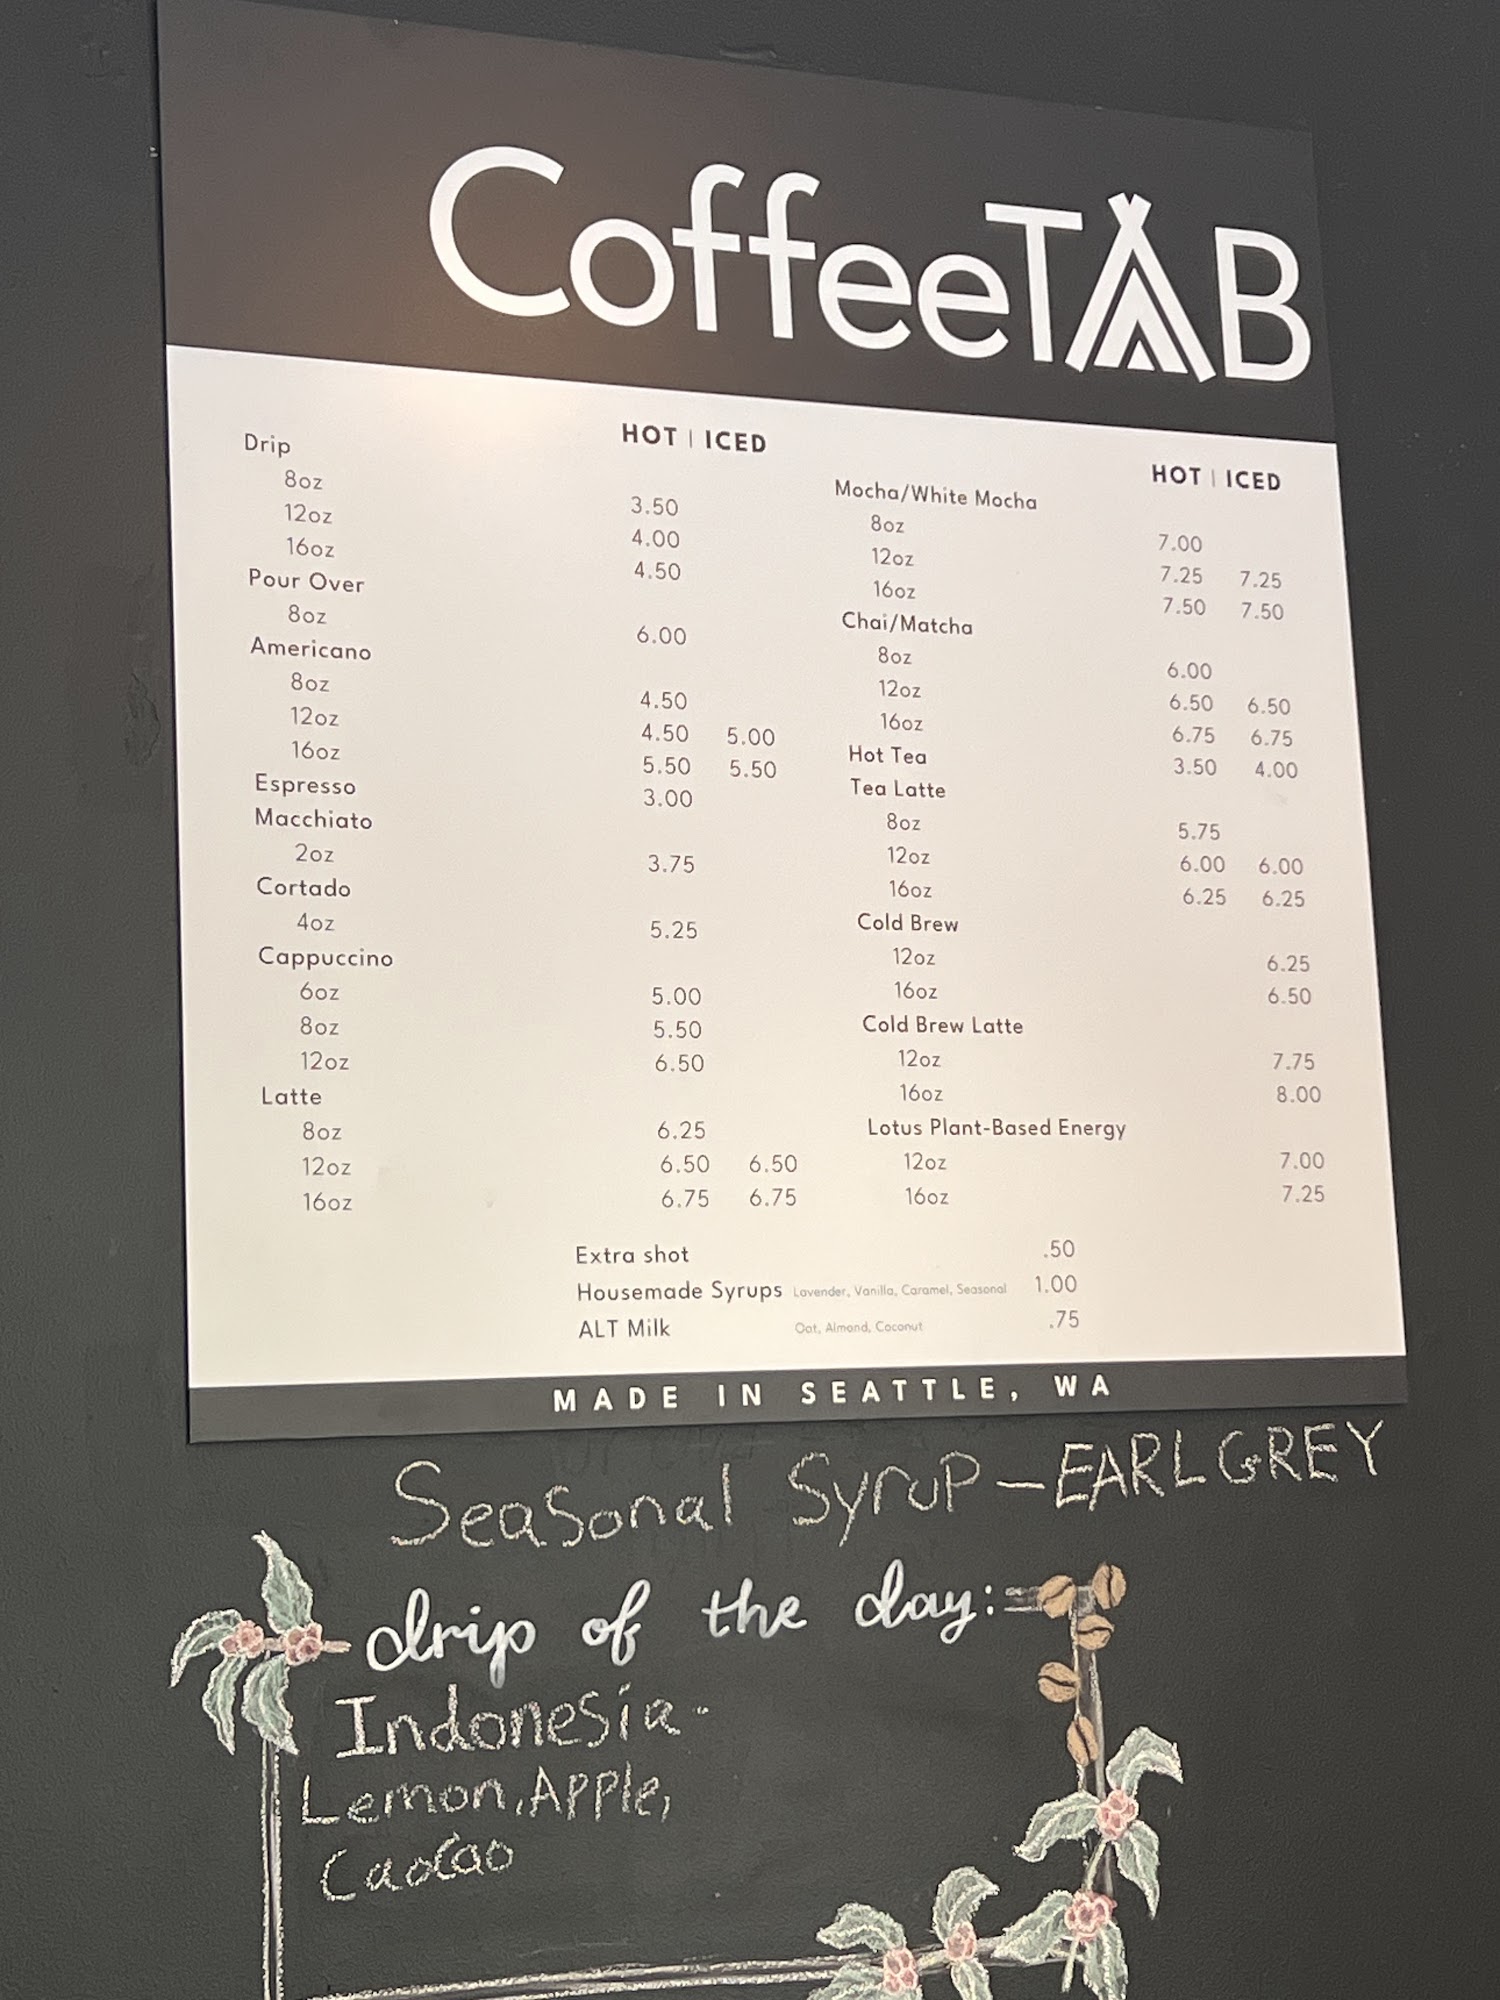 CoffeeTAB
HOT | ICED
Drip
8oz 3.50
12oz 4.00
16oz 4.50
Pour Over
8oz 6.00
Americano
8oz 4.50
12oz 4.50 5.00
16oz 5.50 5.50
Espresso 3.00
Macchiato
2oz 3.75
Cortado
4oz 5.25
Cappuccino
6oz 5.00
8oz 5.50
12oz 6.50
Latte
8oz 6.25
12oz 6.50 6.50
16oz 6.75 6.75
HOT | ICED
Mocha/White Mocha
8oz 7.00
12oz 7.25 7.25
16oz 7.50 7.50
Chai/Matcha
8oz 6.00
12oz 6.50 6.50
16oz 6.75 6.75
Hot Tea 3.50 4.00
Tea Latte
8oz 5.75
12oz 6.00 6.00
16oz 6.25 6.25
Cold Brew
12oz 6.25
16oz 6.50
Cold Brew Latte
12oz 7.75
16oz 8.00
Lotus Plant-Based Energy
12oz 7.00
16oz 7.25
Extra shot .50
Housemade Syrups Lavender, Vanilla, Caramel, Seasonal 1.00
ALT Milk Oat, Almond, Coconut .75
MADE IN SEATTLE, WA
Seasonal Syrup - EARL GREY
drip of the day:
Indonesia-
Lemon, Apple,
Caocao